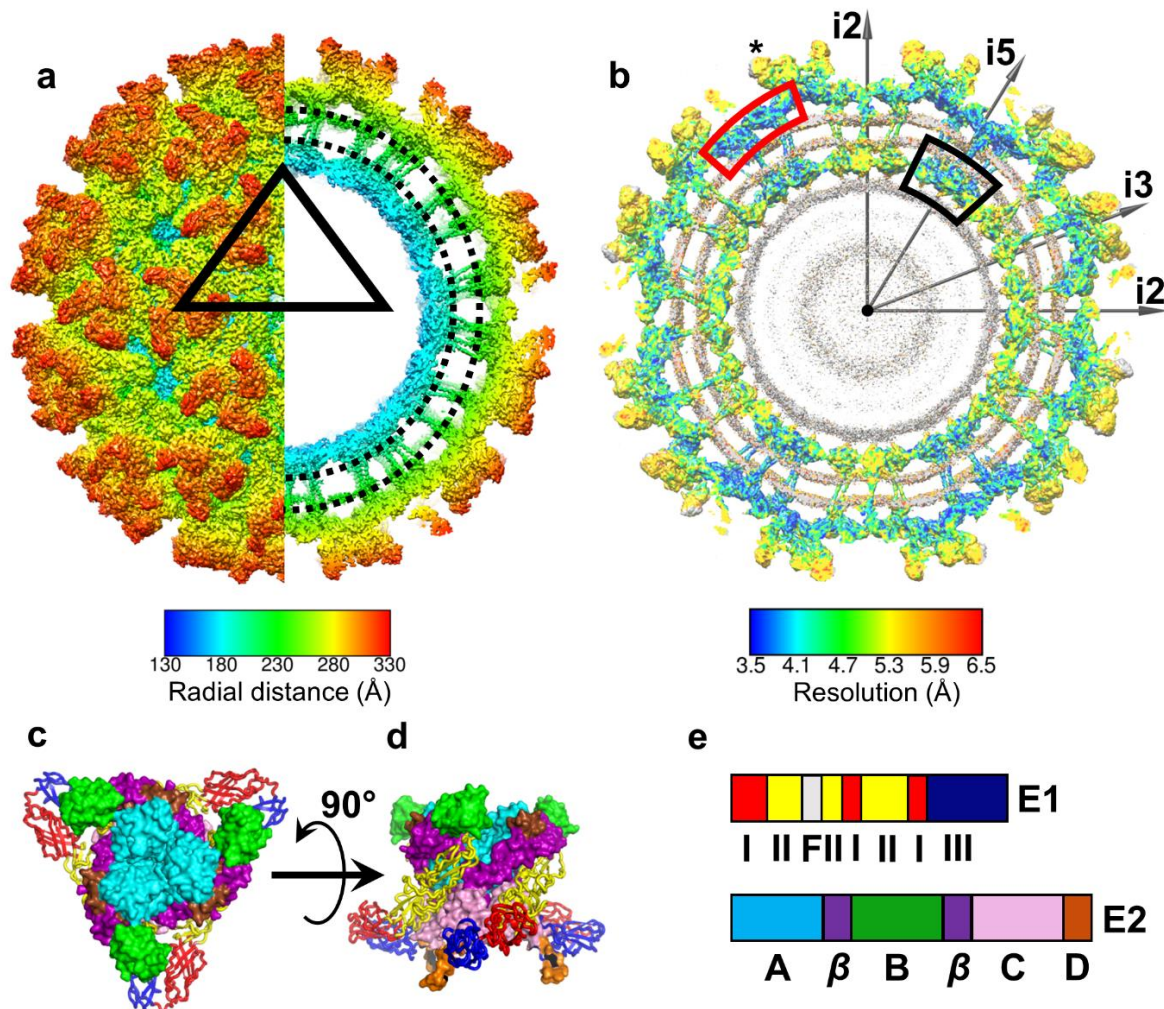 a
b
*
i2
i5
i3
i2
130 180 230 280 330
Radial distance (Å)
3.5 4.1 4.7 5.3 5.9 6.5
Resolution (Å)
c
90°
d
e
E1
I II F II I II I III
E2
A β B β C D